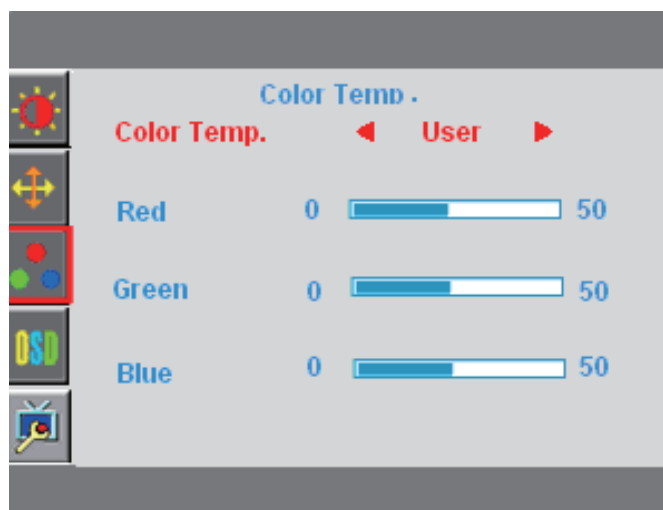 Color Temp .
Color Temp. User
Red 0 50
Green 0 50
OSD
Blue 0 50